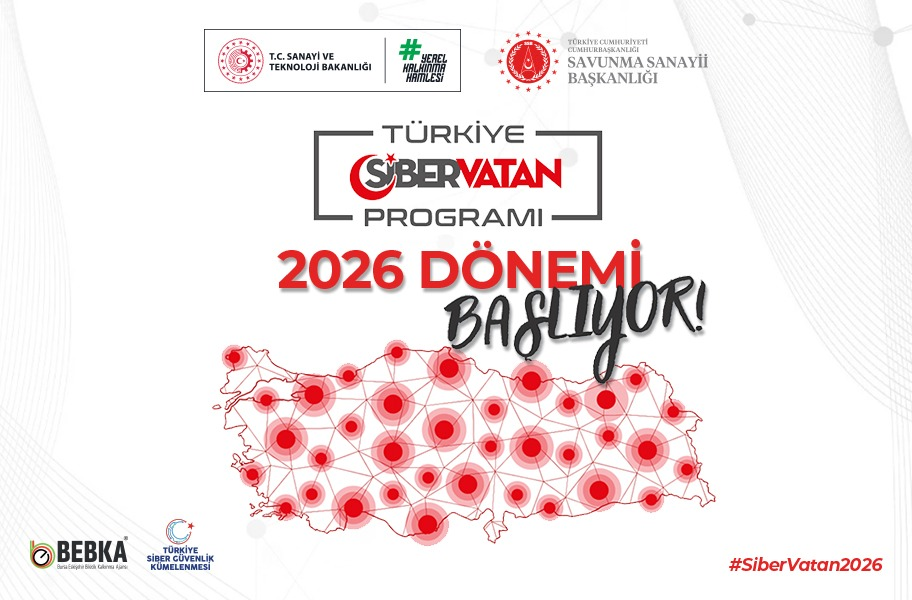 T.C. SANAYİ VE
TEKNOLOJİ BAKANLIĞI
#YEREL
KALKINMA
HAMLESİ
TÜRKİYE CUMHURİYETİ
CUMHURBAŞKANLIĞI
SAVUNMA SANAYİİ
BAŞKANLIĞI
TÜRKİYE
SİBERVATAN
PROGRAMI
2026 DÖNEMİ
BAŞLIYOR!
BEBKA
Bursa Eskişehir Bilecik Kalkınma Ajansı
TÜRKİYE
SİBER GÜVENLİK
KÜMELENMESİ
#SiberVatan2026